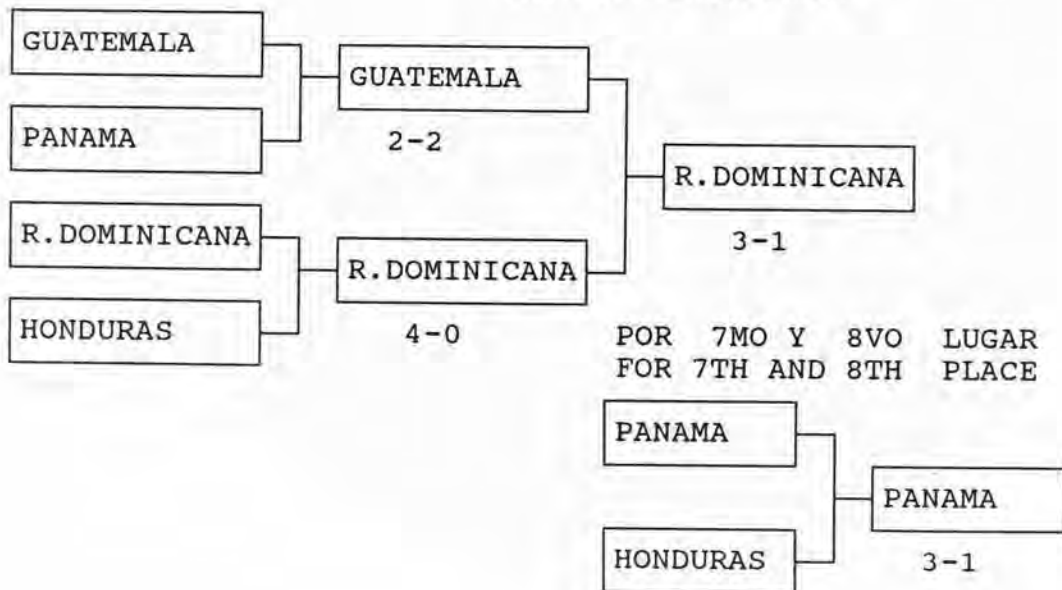 GUATEMALA
PANAMA
R.DOMINICANA
HONDURAS
GUATEMALA
2-2
R.DOMINICANA
4-0
R.DOMINICANA
3-1
POR 7MO Y 8VO LUGAR
FOR 7TH AND 8TH PLACE
PANAMA
HONDURAS
PANAMA
3-1